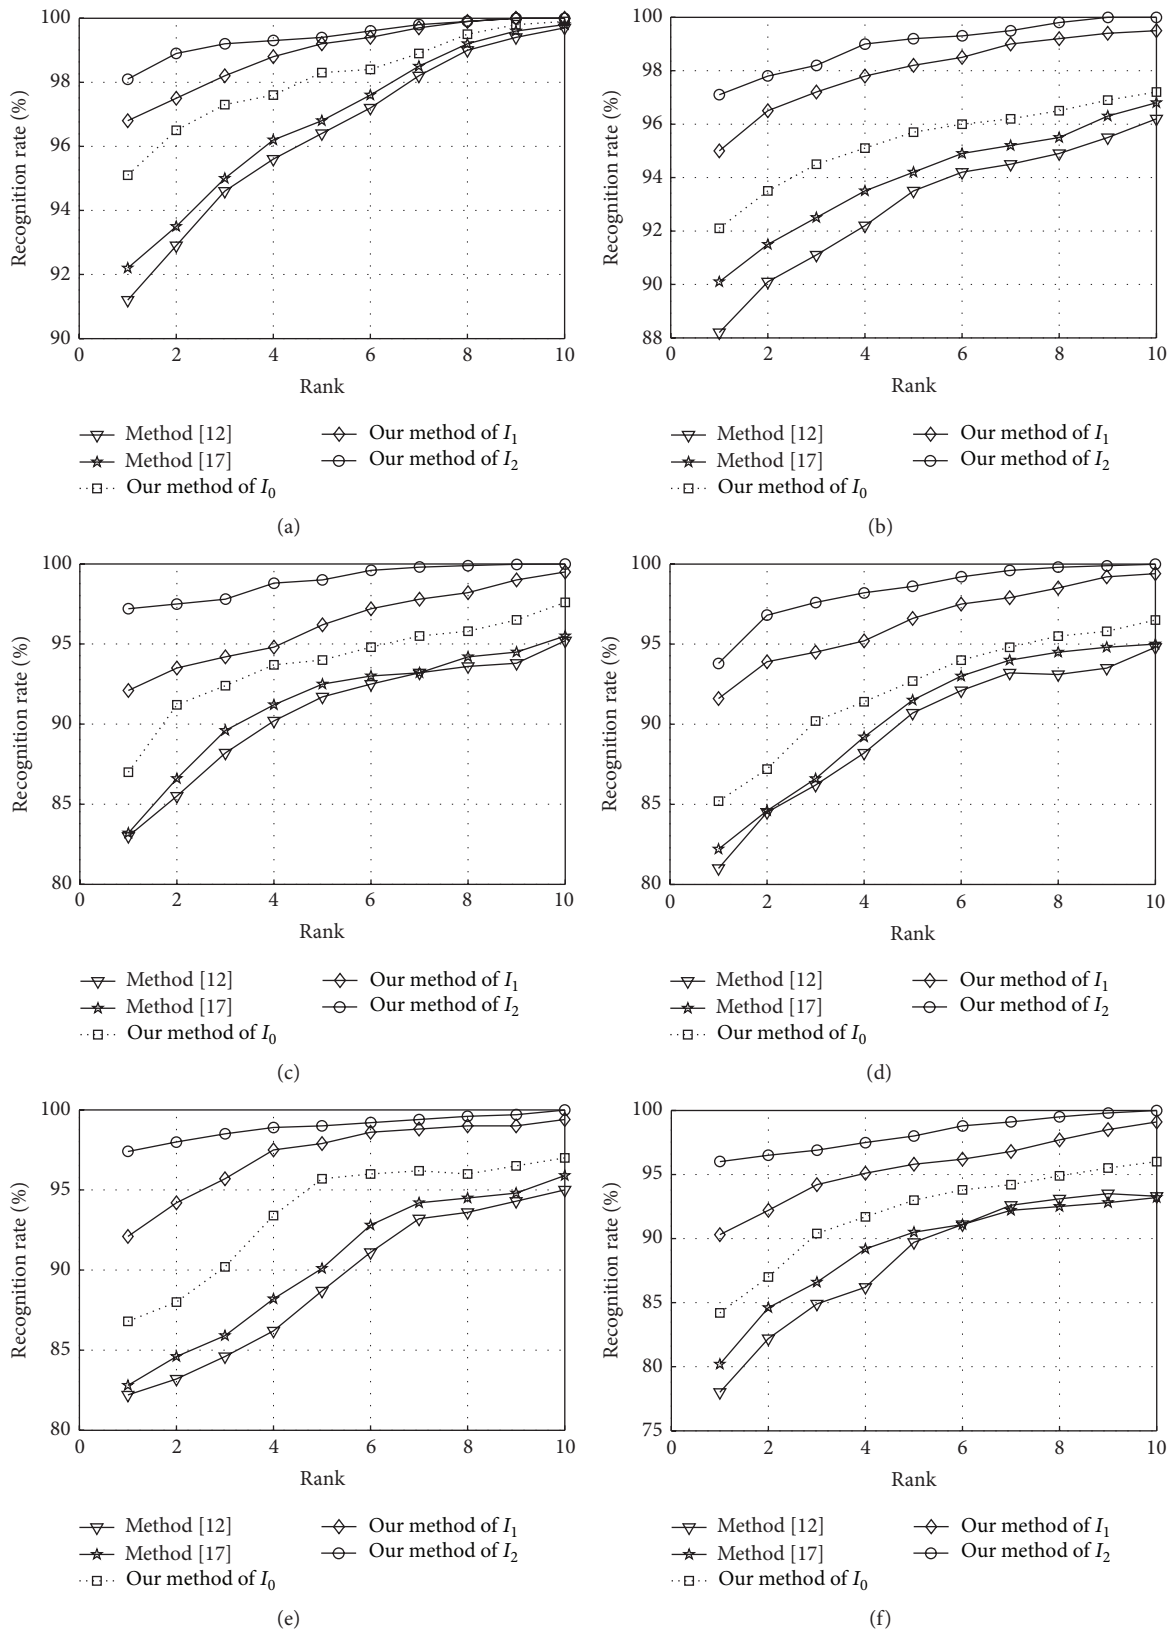 100
98
96
94
92
90
0 2 4 6 8 10
Recognition rate (%)
Rank
Method [12]
Method [17]
Our method of I0
Our method of I1
Our method of I2
(a)
100
98
96
94
92
90
88
0 2 4 6 8 10
Recognition rate (%)
Rank
Method [12]
Method [17]
Our method of I0
Our method of I1
Our method of I2
(b)
100
95
90
85
80
0 2 4 6 8 10
Recognition rate (%)
Rank
Method [12]
Method [17]
Our method of I0
Our method of I1
Our method of I2
(c)
100
95
90
85
80
0 2 4 6 8 10
Recognition rate (%)
Rank
Method [12]
Method [17]
Our method of I0
Our method of I1
Our method of I2
(d)
100
95
90
85
80
0 2 4 6 8 10
Recognition rate (%)
Rank
Method [12]
Method [17]
Our method of I0
Our method of I1
Our method of I2
(e)
100
95
90
85
80
75
0 2 4 6 8 10
Recognition rate (%)
Rank
Method [12]
Method [17]
Our method of I0
Our method of I1
Our method of I2
(f)